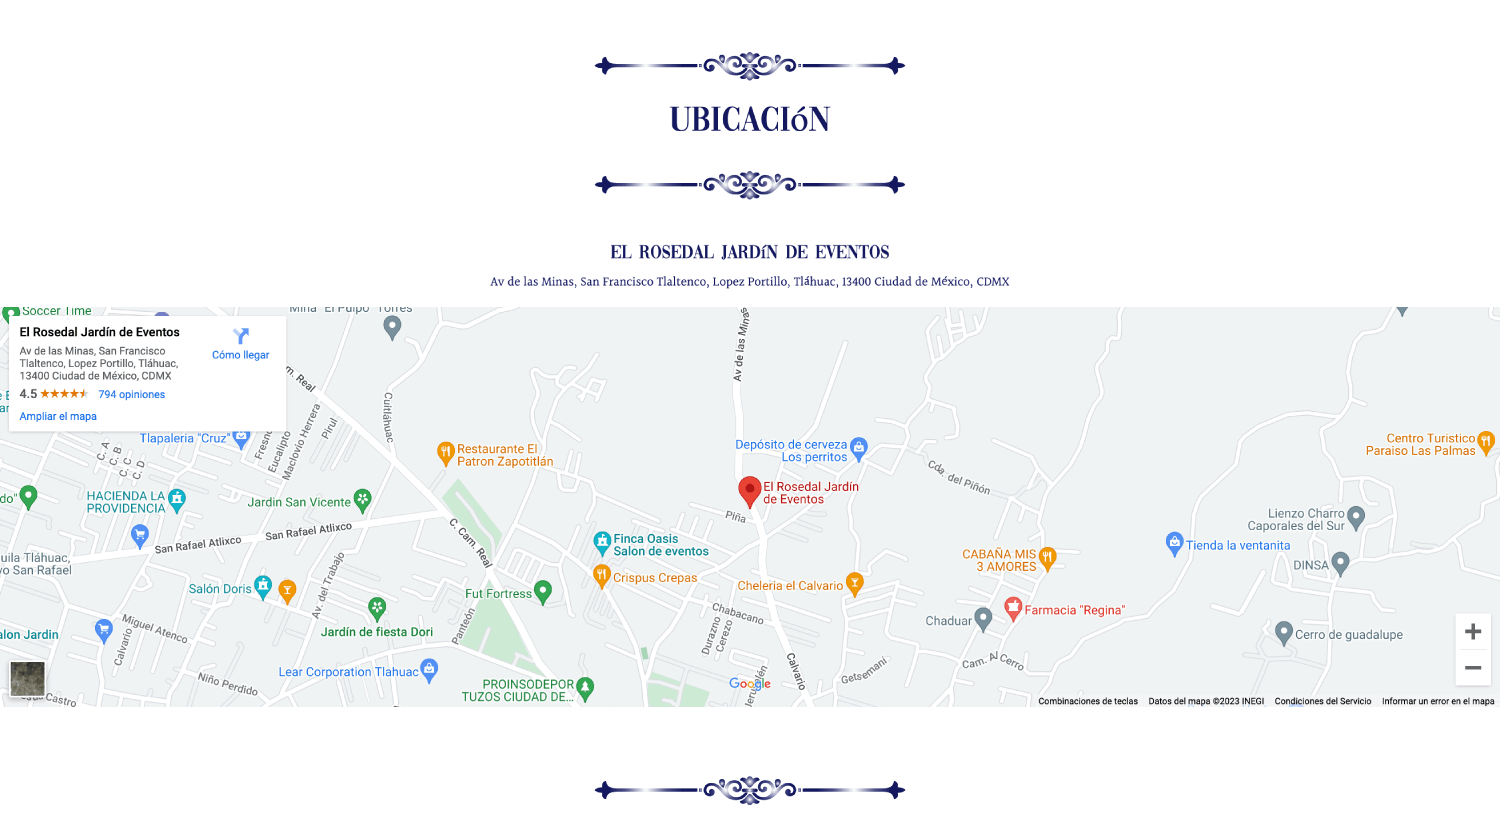 UBICACIóN
EL ROSEDAL JARDíN DE EVENTOS
Av de las Minas, San Francisco Tlaltenco, Lopez Portillo, Tláhuac, 13400 Ciudad de México, CDMX
Soccer Time
Mina "El Pulpo" Torres
El Rosedal Jardín de Eventos
Cómo llegar
Av de las Minas, San Francisco
Tlaltenco, Lopez Portillo, Tláhuac,
13400 Ciudad de México, CDMX
4.5
794 opiniones
Ampliar el mapa
m. Real
Av de las Minas
Cuitláhuac
Tlapaleria "Cruz"
Fresno
Eucalipto
Maclovio Herrera
Pirul
C. A
C. B
C. C
C. D
Restaurante El
Patron Zapotitlán
Depósito de cerveza
Los perritos
Centro Turistico
Paraiso Las Palmas
Cda. del Piñón
El Rosedal Jardín
de Eventos
Piña
HACIENDA LA
PROVIDENCIA
Jardin San Vicente
do"
Lienzo Charro
Caporales del Sur
San Rafael Atlixco
San Rafael Atlixco
C. Cam. Real
Finca Oasis
Salon de eventos
Tienda la ventanita
CABAÑA MIS
3 AMORES
DINSA
uila Tláhuac,
yo San Rafael
Crispus Crepas
Cheleria el Calvario
Salón Doris
Av. del Trabajo
Fut Fortress
Farmacia "Regina"
Chaduar
Chabacano
Durazno
Cerezo
Panteón
Jardín de fiesta Dori
Miguel Atenco
Calvario
alon Jardin
Cerro de guadalupe
Lear Corporation Tlahuac
Calvario
Getsemani
Cam. Al Cerro
Niño Perdido
PROINSODEPOR
TUZOS CIUDAD DE...
Google
Castro
Combinaciones de teclas
Datos del mapa ©2023 INEGI
Condiciones del Servicio
Informar un error en el mapa